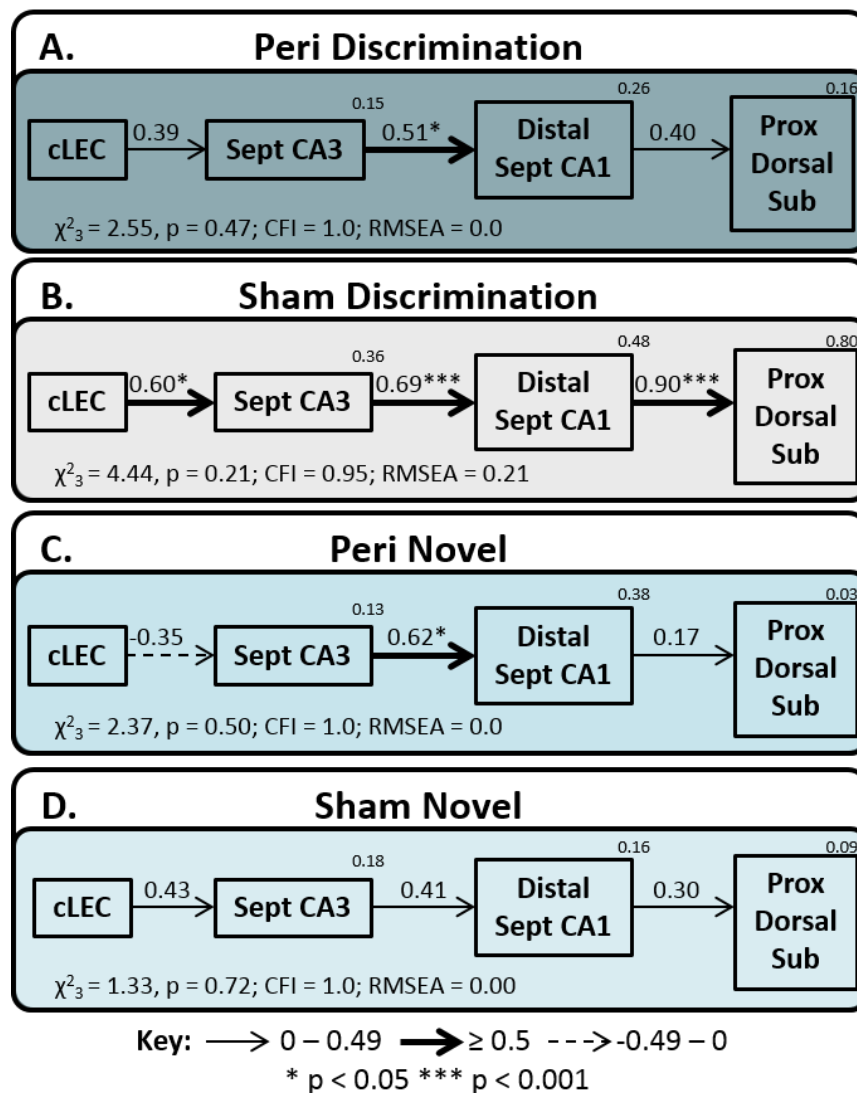 A. Peri Discrimination
0.15 0.26 0.16
cLEC 0.39 Sept CA3 0.51* Distal Sept CA1 0.40 Prox Dorsal Sub
χ²₃ = 2.55, p = 0.47; CFI = 1.0; RMSEA = 0.0
B. Sham Discrimination
0.36 0.48 0.80
cLEC 0.60* Sept CA3 0.69*** Distal Sept CA1 0.90*** Prox Dorsal Sub
χ²₃ = 4.44, p = 0.21; CFI = 0.95; RMSEA = 0.21
C. Peri Novel
0.13 0.38 0.03
cLEC -0.35 Sept CA3 0.62* Distal Sept CA1 0.17 Prox Dorsal Sub
χ²₃ = 2.37, p = 0.50; CFI = 1.0; RMSEA = 0.0
D. Sham Novel
0.18 0.16 0.09
cLEC 0.43 Sept CA3 0.41 Distal Sept CA1 0.30 Prox Dorsal Sub
χ²₃ = 1.33, p = 0.72; CFI = 1.0; RMSEA = 0.00
Key: 0 – 0.49 ≥ 0.5 -0.49 – 0
* p < 0.05 *** p < 0.001